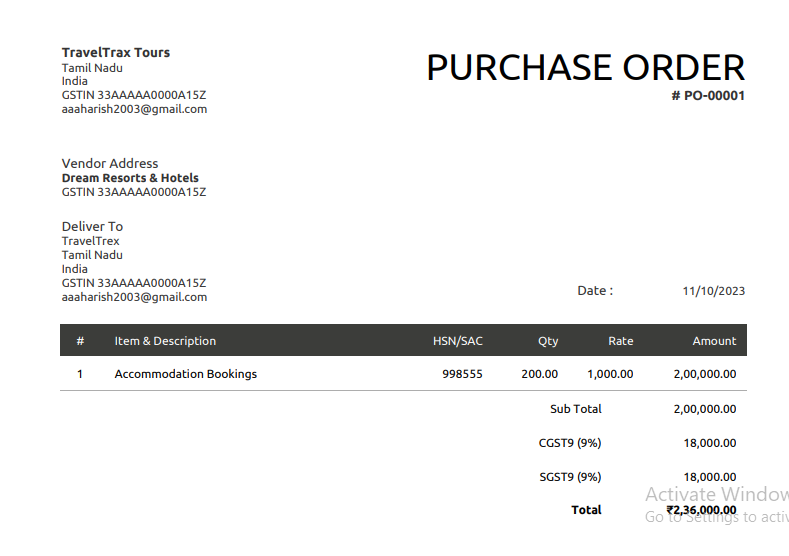 TravelTrax Tours
Tamil Nadu
India
GSTIN 33AAAAA0000A15Z
aaaharish2003@gmail.com
PURCHASE ORDER
# PO-00001
Vendor Address
Dream Resorts & Hotels
GSTIN 33AAAAA0000A15Z
Deliver To
TravelTrex
Tamil Nadu
India
GSTIN 33AAAAA0000A15Z
aaaharish2003@gmail.com
Date : 11/10/2023
# Item & Description HSN/SAC Qty Rate Amount
1 Accommodation Bookings 998555 200.00 1,000.00 2,00,000.00
Sub Total 2,00,000.00
CGST9 (9%) 18,000.00
SGST9 (9%) 18,000.00
Activate Window
Total ₹2,36,000.00
Go to Settings to activ